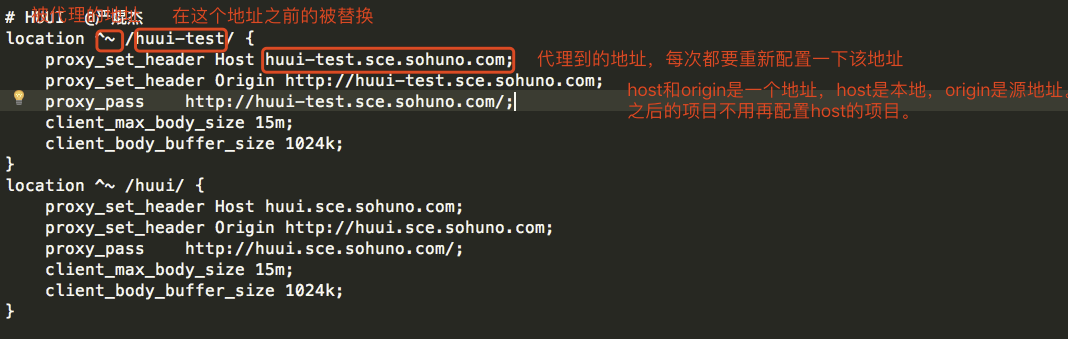 被代理的地址 在这个地址之前的被替换
# HUUI @严焜杰
location ^~ /huui-test/ {
proxy_set_header Host huui-test.sce.sohuno.com; 代理到的地址，每次都要重新配置一下该地址
proxy_set_header Origin http://huui-test.sce.sohuno.com;
host和origin是一个地址，host是本地，origin是源地址，
proxy_pass http://huui-test.sce.sohuno.com/;
之后的项目不用再配置host的项目。
client_max_body_size 15m;
client_body_buffer_size 1024k;
}
location ^~ /huui/ {
proxy_set_header Host huui.sce.sohuno.com;
proxy_set_header Origin http://huui.sce.sohuno.com;
proxy_pass http://huui.sce.sohuno.com/;
client_max_body_size 15m;
client_body_buffer_size 1024k;
}